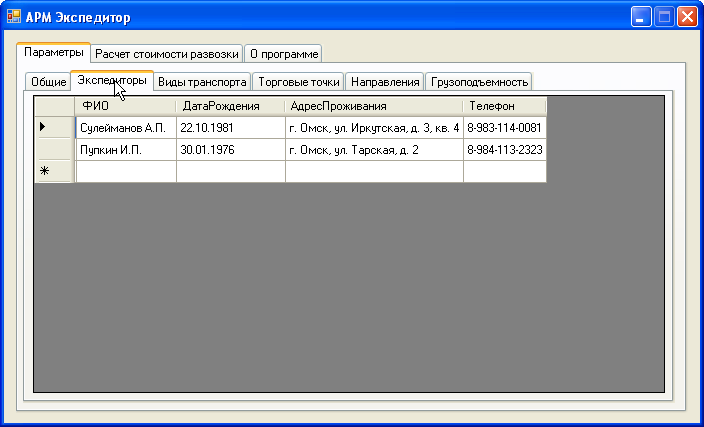 АРМ Экспедитор
Параметры Расчет стоимости развозки О программе
Общие Экспедиторы Виды транспорта Торговые точки Направления Грузоподъемность
ФИО ДатаРождения АдресПроживания Телефон
Сулейманов А.П. 22.10.1981 г. Омск, ул. Иркутская, д. 3, кв. 4 8-983-114-0081
Пупкин И.П. 30.01.1976 г. Омск, ул. Тарская, д. 2 8-984-113-2323